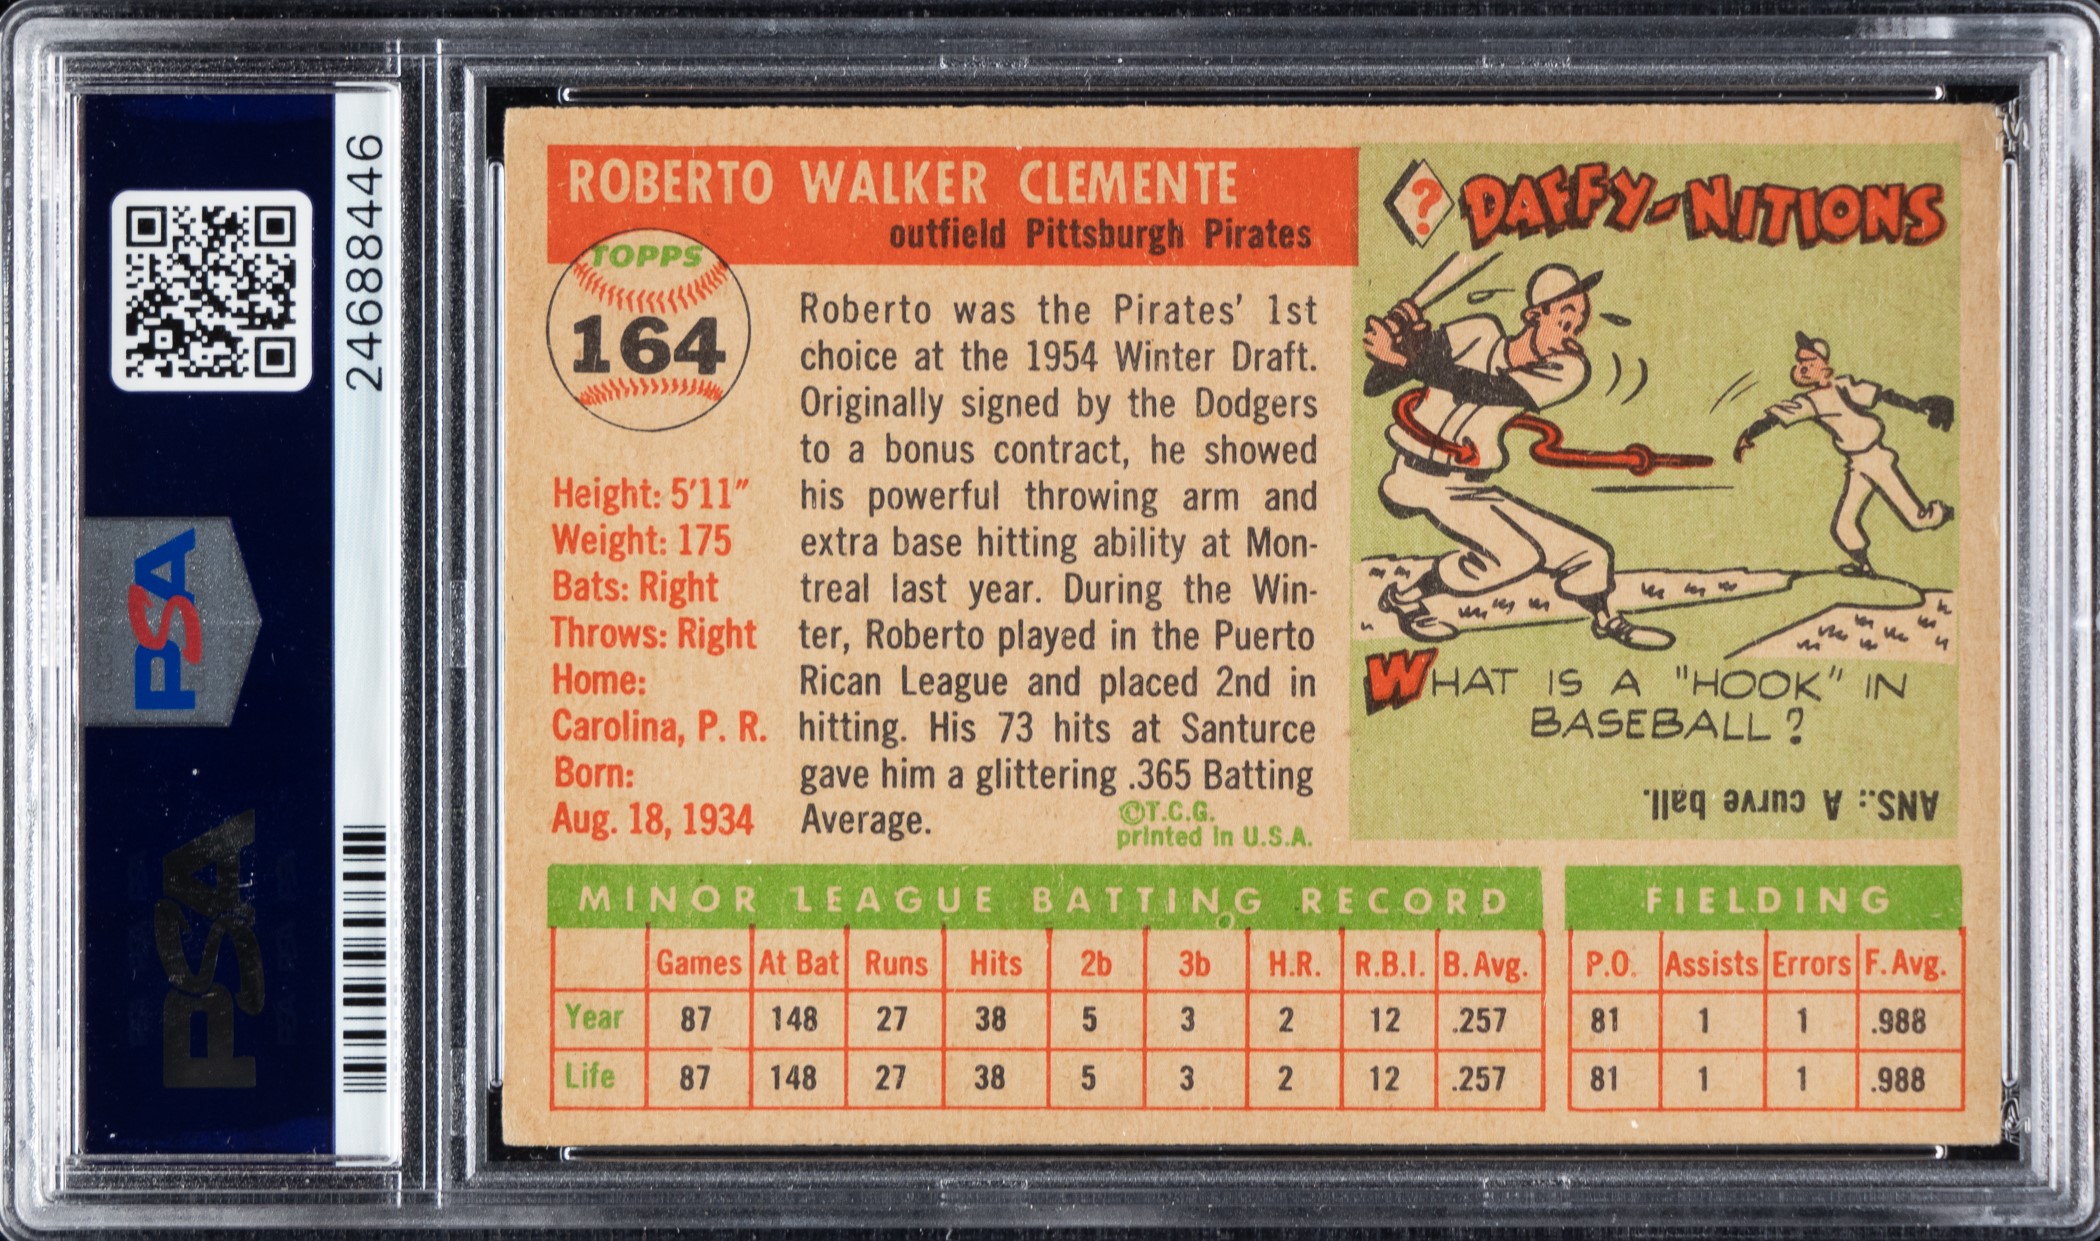 24688446
PSA
PSA
ROBERTO WALKER CLEMENTE
outfield Pittsburgh Pirates
TOPPS
164
Height: 5'11"
Weight: 175
Bats: Right
Throws: Right
Home:
Carolina, P. R.
Born:
Aug. 18, 1934
Roberto was the Pirates' 1st
choice at the 1954 Winter Draft.
Originally signed by the Dodgers
to a bonus contract, he showed
his powerful throwing arm and
extra base hitting ability at Mon-
treal last year. During the Win-
ter, Roberto played in the Puerto
Rican League and placed 2nd in
hitting. His 73 hits at Santurce
gave him a glittering .365 Batting
Average.
©T.C.G.
printed in U.S.A.
? DAFFY-NITIONS
WHAT IS A "HOOK" IN
BASEBALL?
ANS.: A curve ball.
MINOR LEAGUE BATTING RECORD
Games At Bat Runs Hits 2b 3b H.R. R.B.I. B. Avg.
Year 87 148 27 38 5 3 2 12 .257
Life 87 148 27 38 5 3 2 12 .257
FIELDING
P.O. Assists Errors F. Avg.
81 1 1 .988
81 1 1 .988